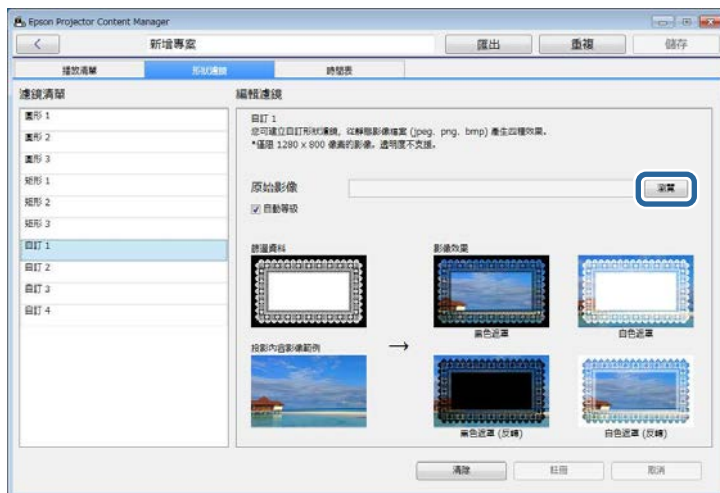 Epson Projector Content Manager
新增專案
匯出
重複
儲存
播放清單
形狀濾鏡
時間表
濾鏡清單
圓形 1
圓形 2
圓形 3
矩形 1
矩形 2
矩形 3
自訂 1
自訂 2
自訂 3
自訂 4
編輯濾鏡
自訂 1
您可建立自訂形狀濾鏡，從靜態影像檔案 (jpeg、png、bmp) 產生四種效果。
*僅限 1280 x 800 像素的影像。透明度不支援。
原始影像
瀏覽
自動等級
篩選資料
影像效果
黑色遮罩
白色遮罩
投影內容影像範例
黑色遮罩 (反轉)
白色遮罩 (反轉)
清除
註冊
取消